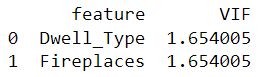 feature VIF
0 Dwell_Type 1.654005
1 Fireplaces 1.654005